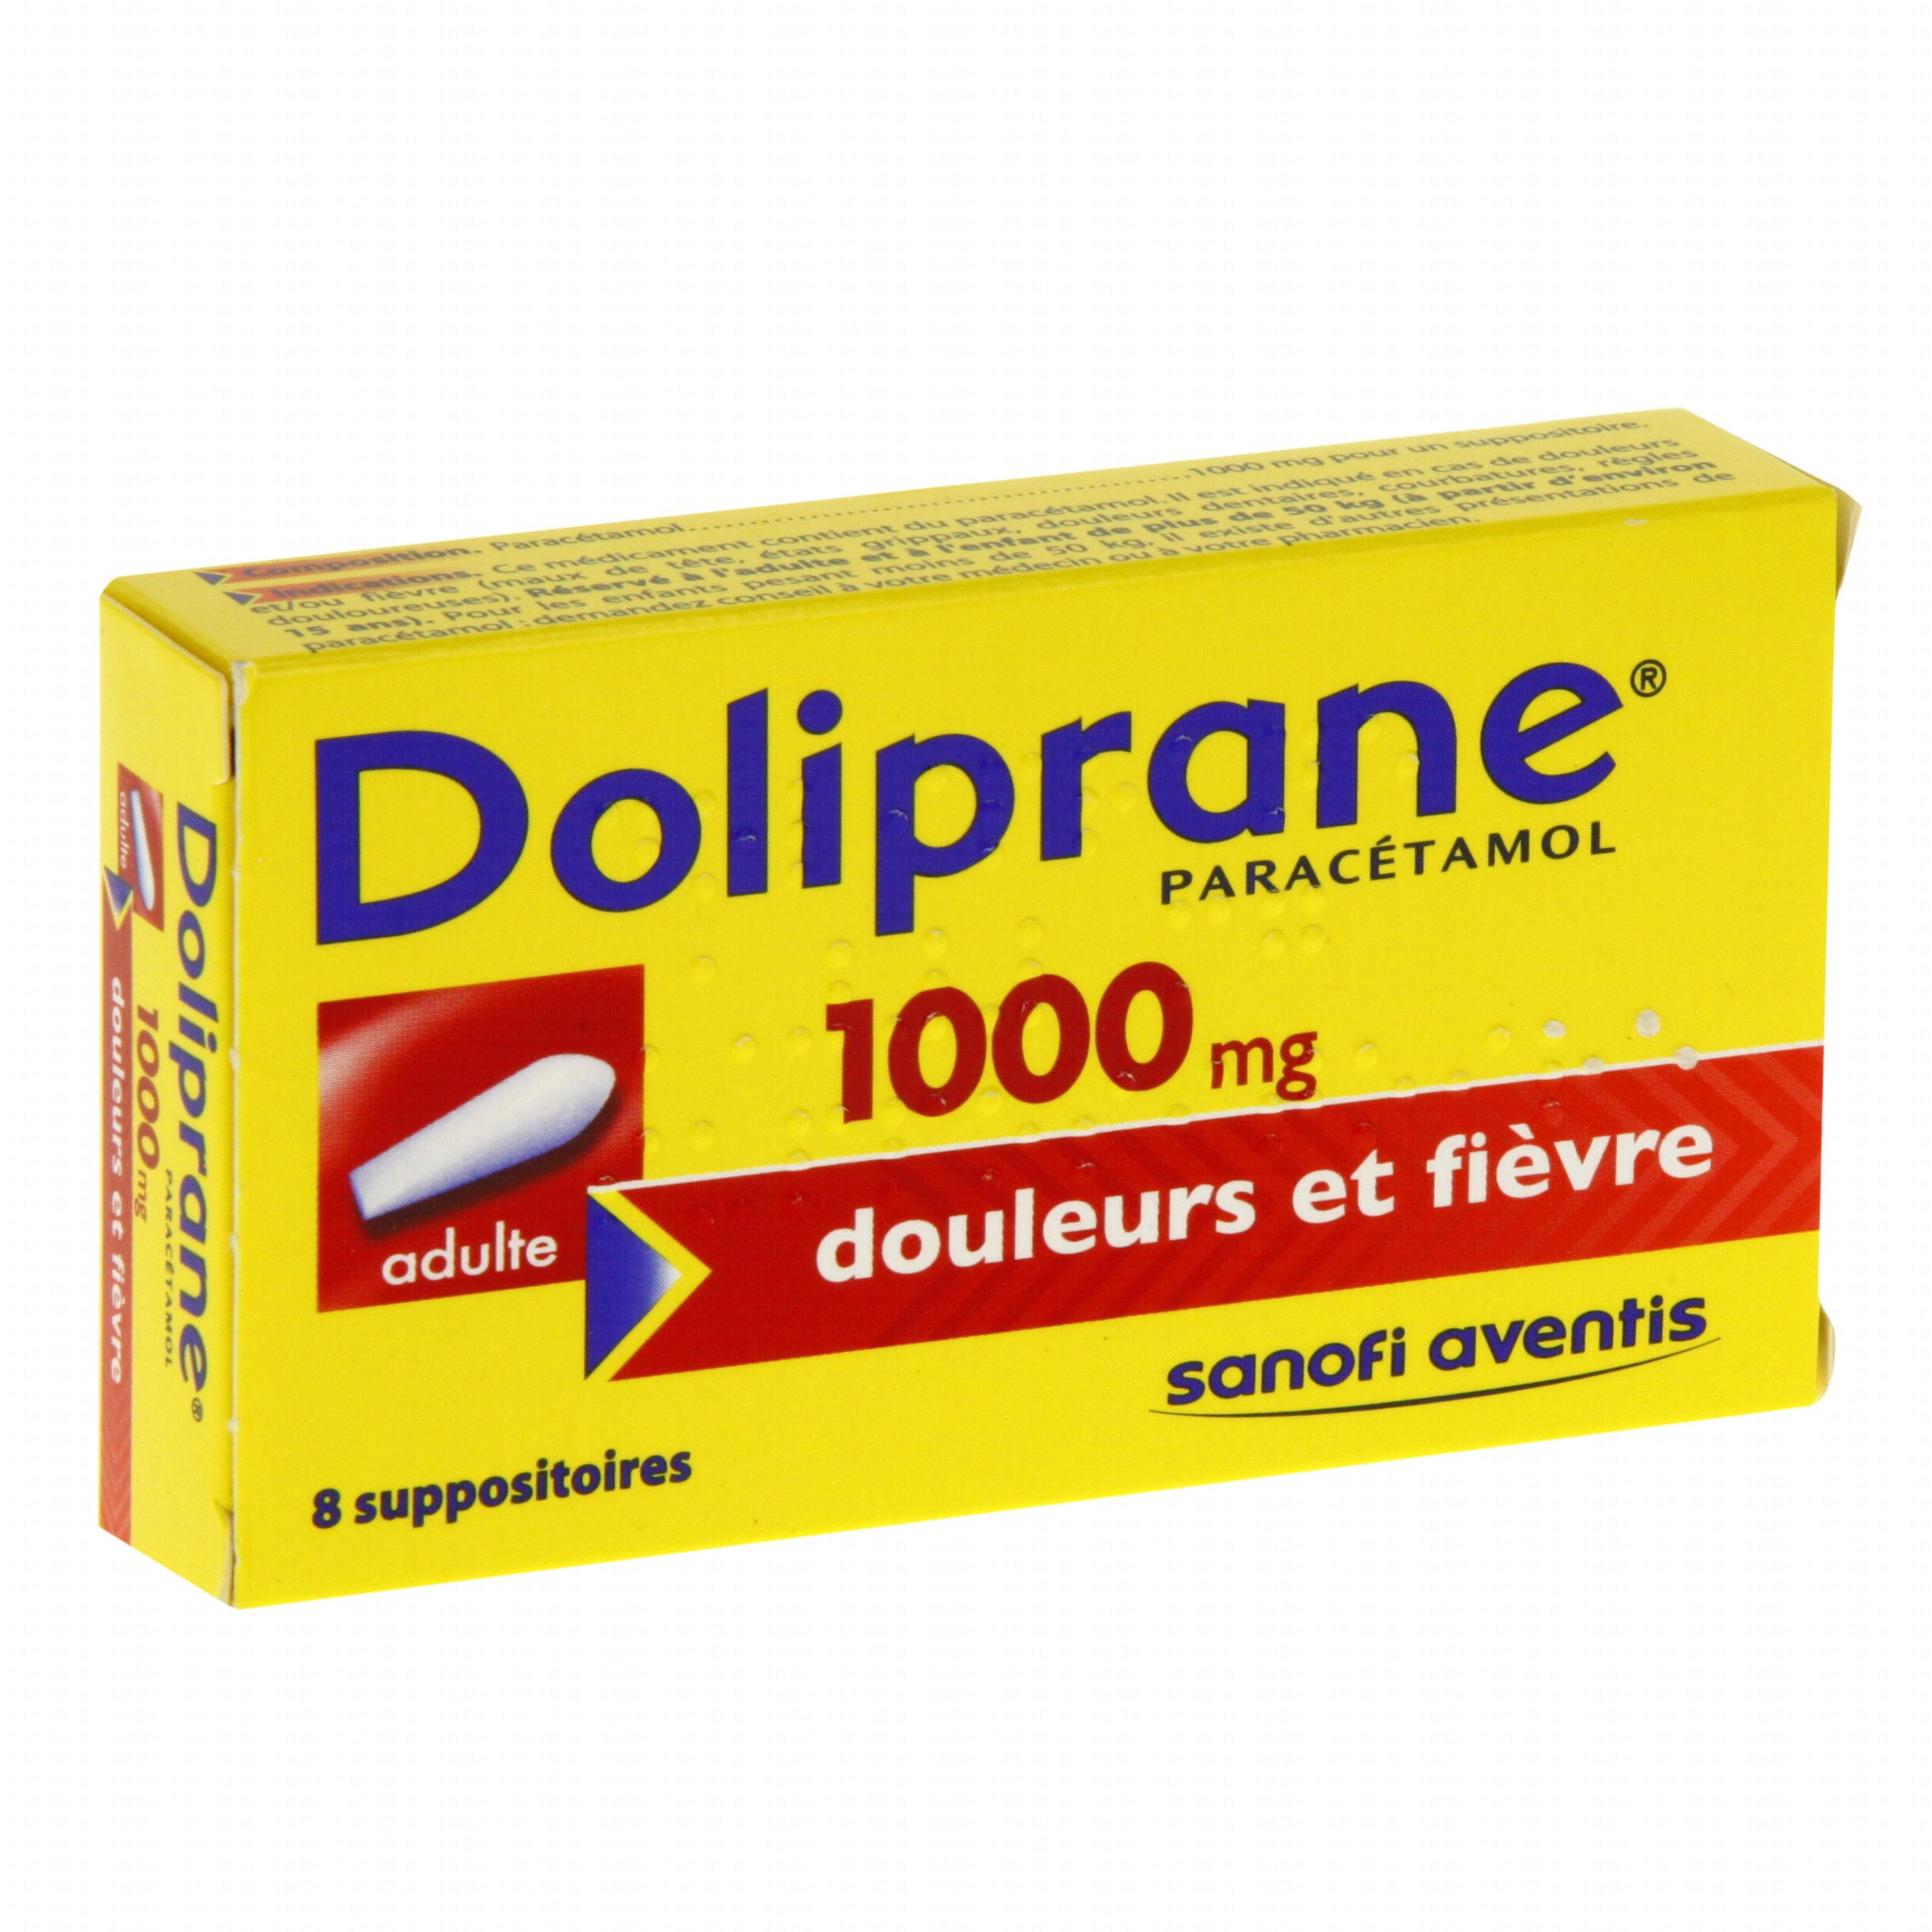 Composition. Paracétamol........................................1000 mg pour un suppositoire.
Indications. Ce médicament contient du paracétamol. Il est indiqué en cas de douleurs
et/ou fièvre (maux de tête, états grippaux, douleurs dentaires, courbatures, règles
douloureuses). Réservé à l'adulte et à l'enfant de plus de 50 kg (à partir d'environ
15 ans). Pour les enfants pesant moins de 50 kg, il existe d'autres présentations de
paracétamol : demandez conseil à votre médecin ou à votre pharmacien.
Doliprane®
PARACÉTAMOL
1000 mg
adulte
douleurs et fièvre
sanofi aventis
8 suppositoires
Doliprane®
PARACÉTAMOL
1000 mg
adulte
douleurs et fièvre